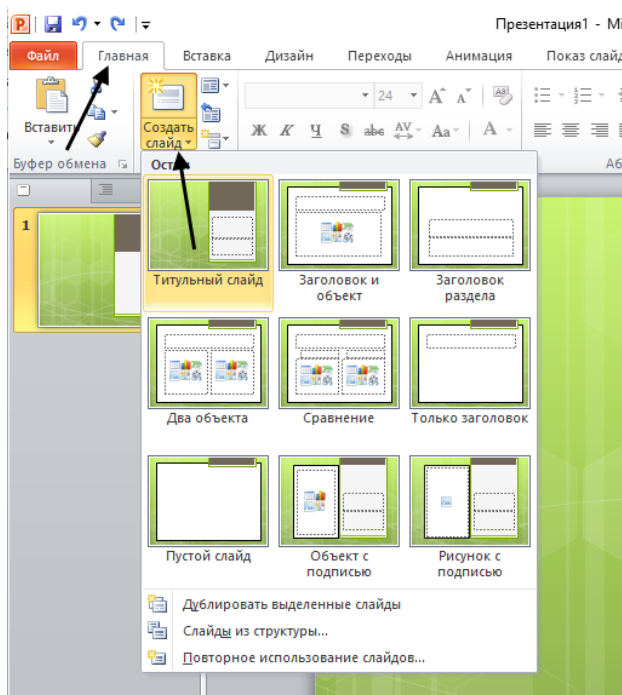 Презентация1 - Mi
Файл Главная Вставка Дизайн Переходы Анимация Показ слайд
Вставить
Создать слайд
24
Ж К Ч S abc AV Aa A
Буфер обмена
Аб
1
Титульный слайд
Заголовок и объект
Заголовок раздела
Два объекта
Сравнение
Только заголовок
Пустой слайд
Объект с подписью
Рисунок с подписью
Дублировать выделенные слайды
Слайды из структуры...
Повторное использование слайдов...